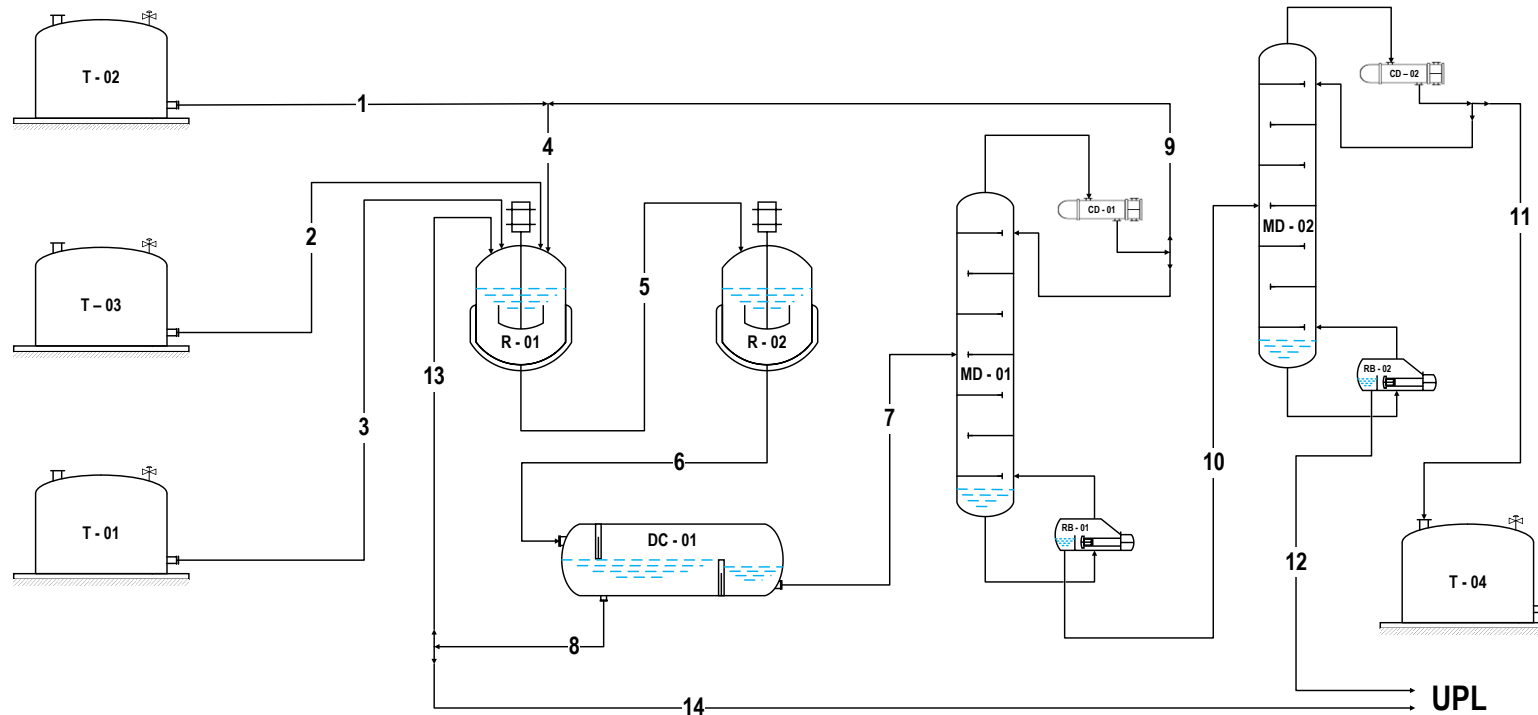 T - 02
CD – 02
1
4
9
MD - 02
11
2
CD - 01
T – 03
5
R - 01
R - 02
13
MD - 01
RB - 02
7
3
6
10
T - 01
DC - 01
RB - 01
12
T - 04
8
UPL
14